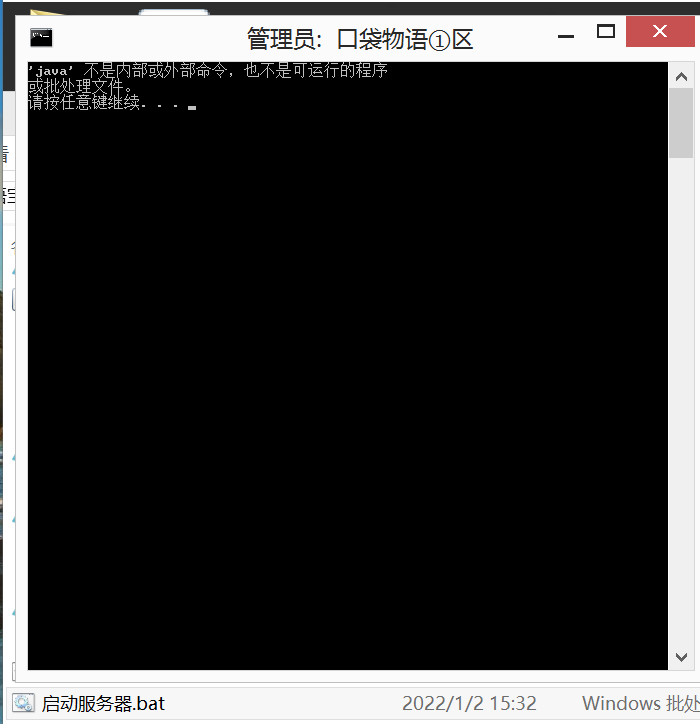 管理员: 口袋物语①区
'java' 不是内部或外部命令，也不是可运行的程序
或批处理文件。
请按任意键继续. . .
看
启动服务器.bat 2022/1/2 15:32 Windows 批处